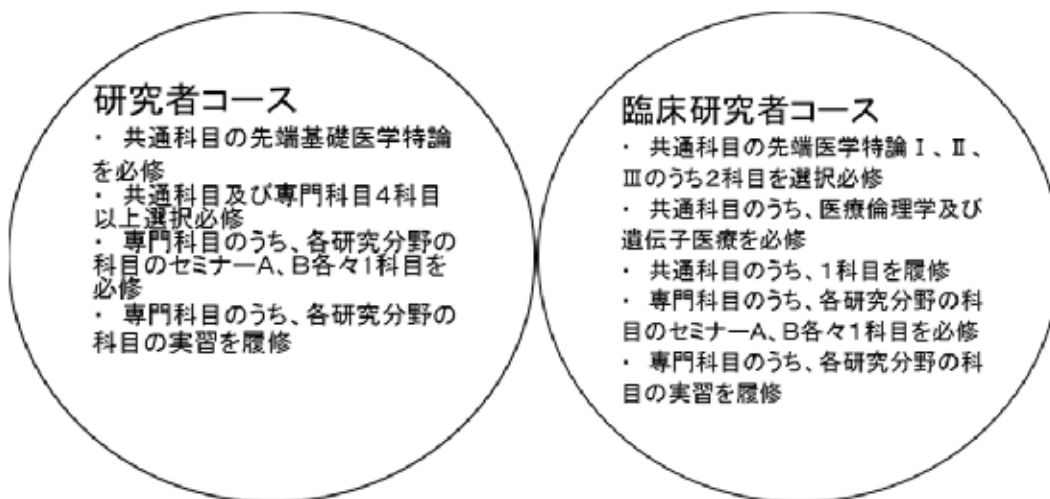 研究者コース
・ 共通科目の先端基礎医学特論
を必修
・ 共通科目及び専門科目4科目
以上選択必修
・ 専門科目のうち、各研究分野の
科目のセミナーA、B各々1科目を
必修
・ 専門科目のうち、各研究分野の
科目の実習を履修
臨床研究者コース
・ 共通科目の先端医学特論Ⅰ、Ⅱ、
Ⅲのうち2科目を選択必修
・ 共通科目のうち、医療倫理学及び
遺伝子医療を必修
・ 共通科目のうち、1科目を履修
・ 専門科目のうち、各研究分野の科
目のセミナーA、B各々1科目を必修
・ 専門科目のうち、各研究分野の科
目の実習を履修